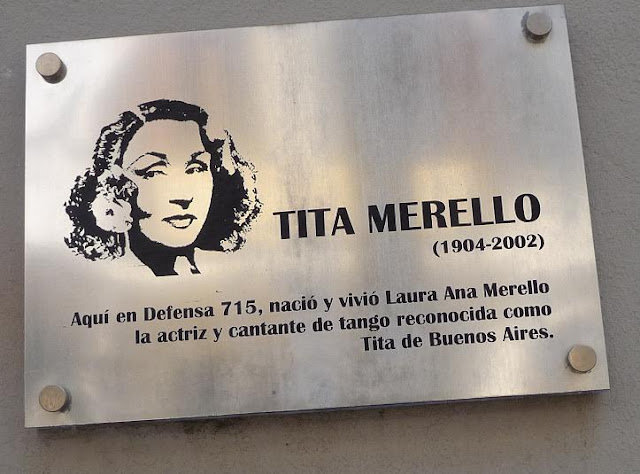 TITA MERELLO
(1904-2002)
Aquí en Defensa 715, nació y vivió Laura Ana Merello
la actriz y cantante de tango reconocida como
Tita de Buenos Aires.